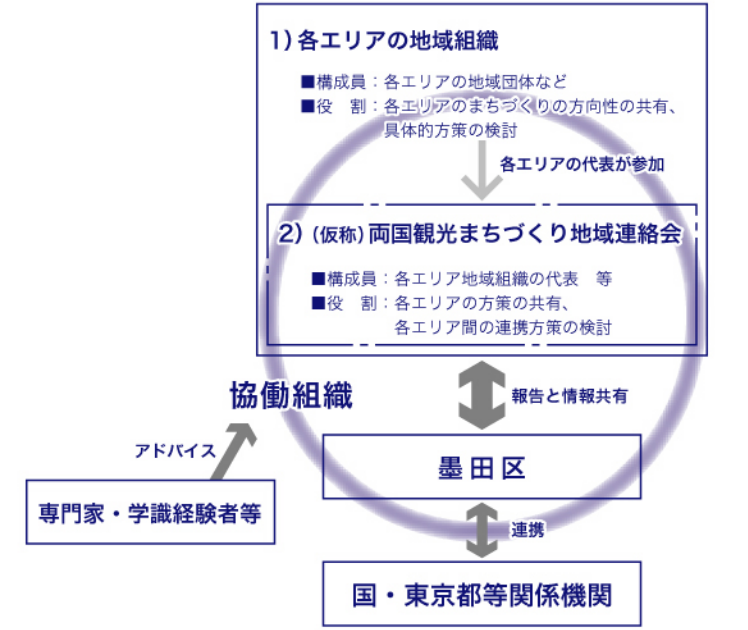 1）各エリアの地域組織
■構成員：各エリアの地域団体など
■役　割：各エリアのまちづくりの方向性の共有、
具体的方策の検討
各エリアの代表が参加
2）（仮称）両国観光まちづくり地域連絡会
■構成員：各エリア地域組織の代表　等
■役　割：各エリアの方策の共有、
各エリア間の連携方策の検討
協働組織
報告と情報共有
アドバイス
墨田区
専門家・学識経験者等
連携
国・東京都等関係機関